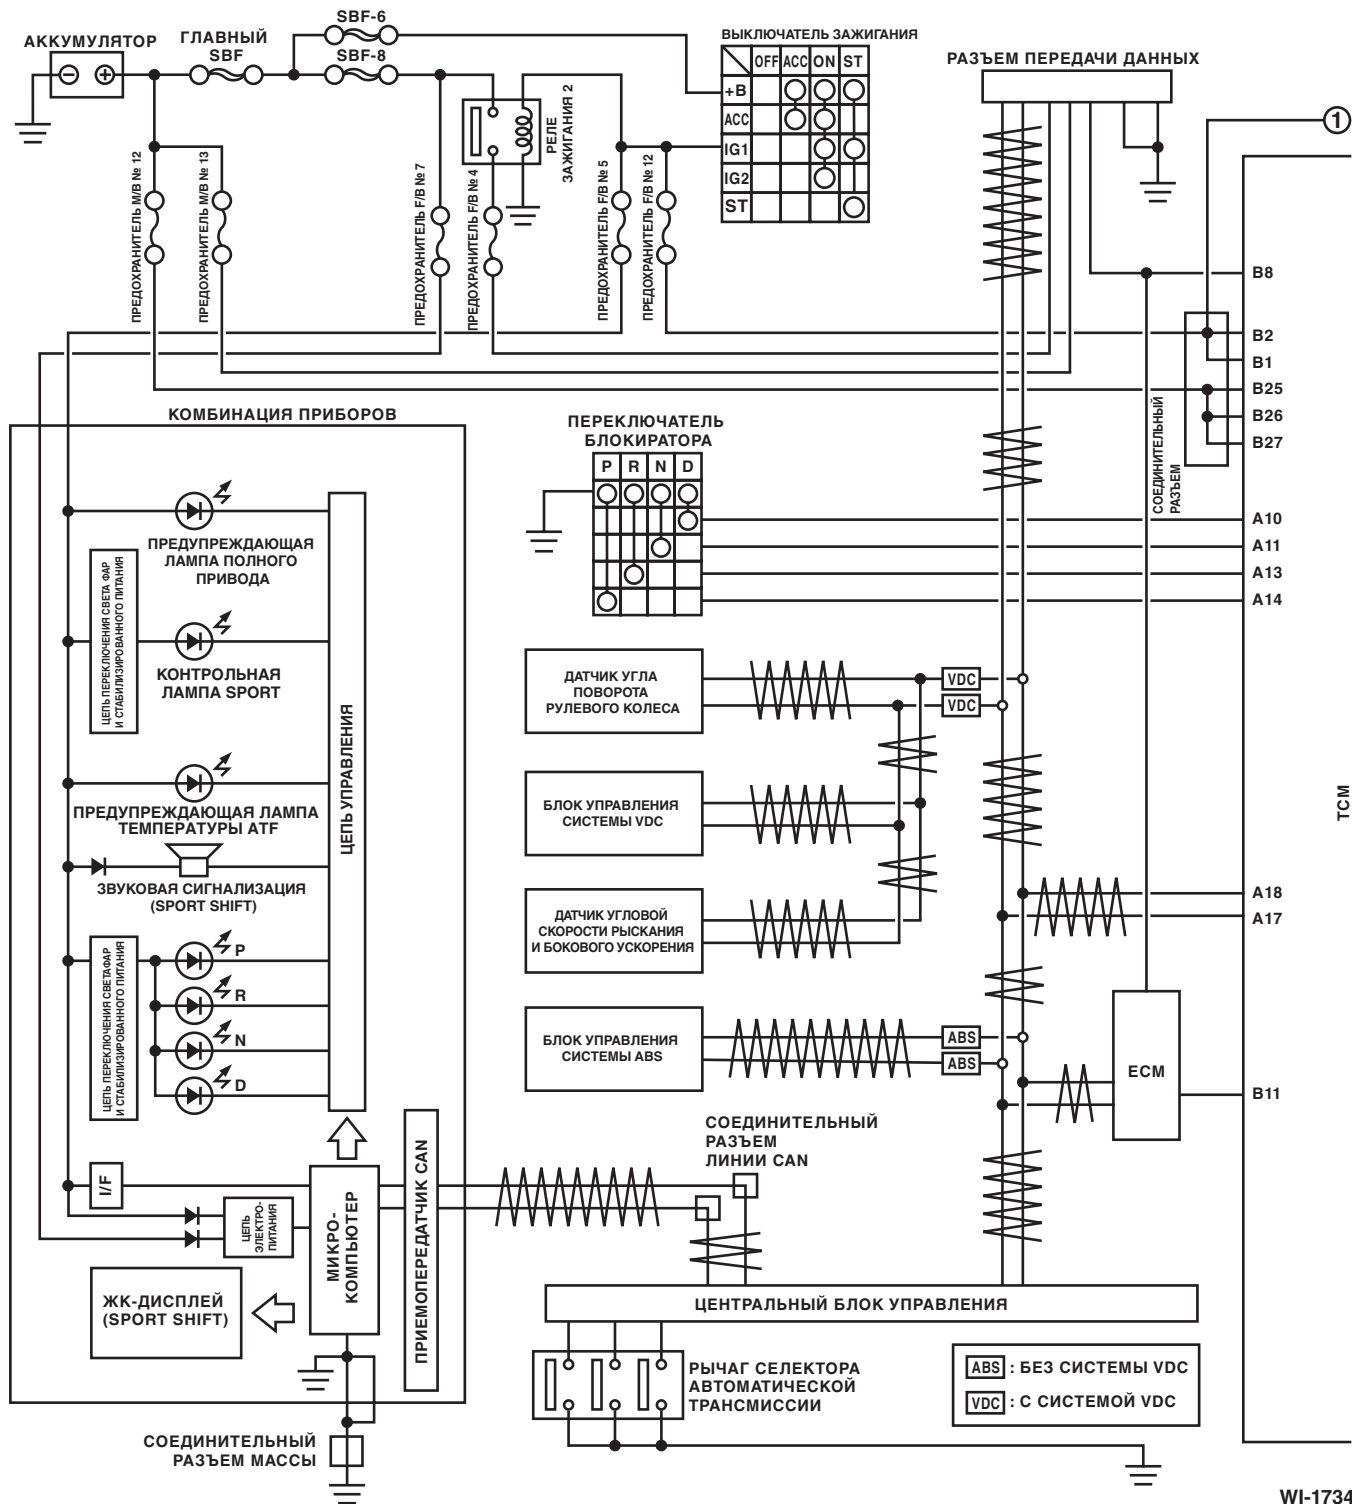 SBF-6
АККУМУЛЯТОР
ГЛАВНЫЙ
SBF
SBF-8
ВЫКЛЮЧАТЕЛЬ ЗАЖИГАНИЯ
OFF ACC ON ST
+B
ACC
IG1
IG2
ST
РАЗЪЕМ ПЕРЕДАЧИ ДАННЫХ
1
РЕЛЕ
ЗАЖИГАНИЯ 2
ПРЕДОХРАНИТЕЛЬ M/B № 12
ПРЕДОХРАНИТЕЛЬ M/B № 13
ПРЕДОХРАНИТЕЛЬ F/B № 7
ПРЕДОХРАНИТЕЛЬ F/B № 4
ПРЕДОХРАНИТЕЛЬ F/B № 5
ПРЕДОХРАНИТЕЛЬ F/B № 12
B8
B2
B1
B25
B26
B27
СОЕДИНИТЕЛЬНЫЙ
РАЗЪЕМ
КОМБИНАЦИЯ ПРИБОРОВ
ПЕРЕКЛЮЧАТЕЛЬ
БЛОКИРАТОРА
P R N D
A10
A11
A13
A14
ПРЕДУПРЕЖДАЮЩАЯ
ЛАМПА ПОЛНОГО
ПРИВОДА
ЦЕПЬ ПЕРЕКЛЮЧЕНИЯ СВЕТА ФАР
И СТАБИЛИЗИРОВАННОГО ПИТАНИЯ
КОНТРОЛЬНАЯ
ЛАМПА SPORT
ЦЕПЬ УПРАВЛЕНИЯ
ПРЕДУПРЕЖДАЮЩАЯ ЛАМПА
ТЕМПЕРАТУРЫ ATF
ЗВУКОВАЯ СИГНАЛИЗАЦИЯ
(SPORT SHIFT)
ЦЕПЬ ПЕРЕКЛЮЧЕНИЯ СВЕТАФАР
И СТАБИЛИЗИРОВАННОГО ПИТАНИЯ
P
R
N
D
ДАТЧИК УГЛА
ПОВОРОТА
РУЛЕВОГО КОЛЕСА
VDC
VDC
БЛОК УПРАВЛЕНИЯ
СИСТЕМЫ VDC
TCM
ДАТЧИК УГЛОВОЙ
СКОРОСТИ РЫСКАНИЯ
И БОКОВОГО УСКОРЕНИЯ
A18
A17
БЛОК УПРАВЛЕНИЯ
СИСТЕМЫ ABS
ABS
ABS
ECM
B11
СОЕДИНИТЕЛЬНЫЙ
РАЗЪЕМ
ЛИНИИ CAN
I/F
ЦЕПЬ
ЭЛЕКТРО-
ПИТАНИЯ
МИКРО-
КОМПЬЮТЕР
ПРИЕМОПЕРЕДАТЧИК CAN
ЖК-ДИСПЛЕЙ
(SPORT SHIFT)
ЦЕНТРАЛЬНЫЙ БЛОК УПРАВЛЕНИЯ
РЫЧАГ СЕЛЕКТОРА
АВТОМАТИЧЕСКОЙ
ТРАНСМИССИИ
ABS : БЕЗ СИСТЕМЫ VDC
VDC : С СИСТЕМОЙ VDC
СОЕДИНИТЕЛЬНЫЙ
РАЗЪЕМ МАССЫ
WI-1734